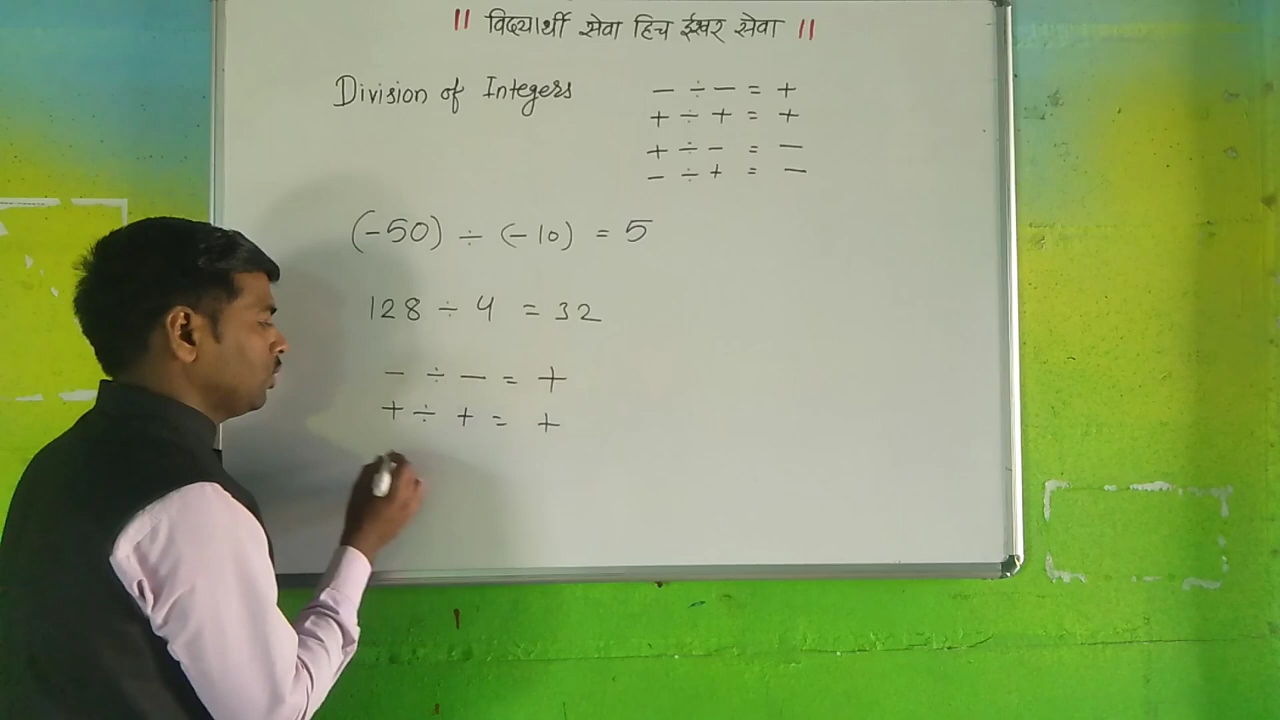 || विद्यार्थी सेवा हिच ईश्वर सेवा ||
Division of Integers
− ÷ − = +
+ ÷ + = +
+ ÷ − = −
− ÷ + = −
(-50) ÷ (-10) = 5
128 ÷ 4 = 32
− ÷ − = +
+ ÷ + = +